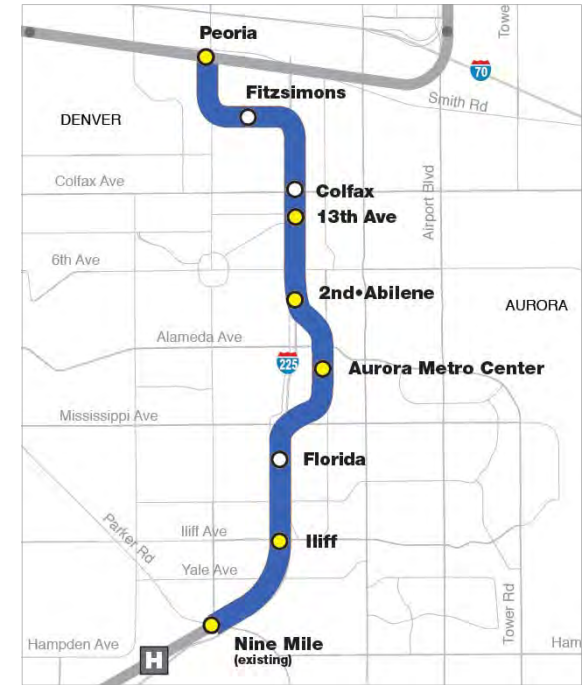 Towe
Peoria
70
Fitzsimons
Smith Rd
DENVER
Colfax Ave
Colfax
13th Ave
Airport Blvd
6th Ave
2nd•Abilene
AURORA
Alameda Ave
225
Aurora Metro Center
Mississippi Ave
Florida
Parker Rd
Iliff Ave
Iliff
Yale Ave
Tower Rd
Hampden Ave
H
Nine Mile
(existing)
Ham